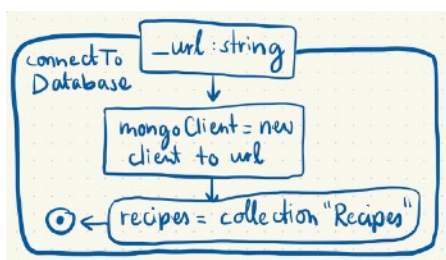 _url : string
connectTo
Database
mongoClient = new
client to url
recipes = collection "Recipes"